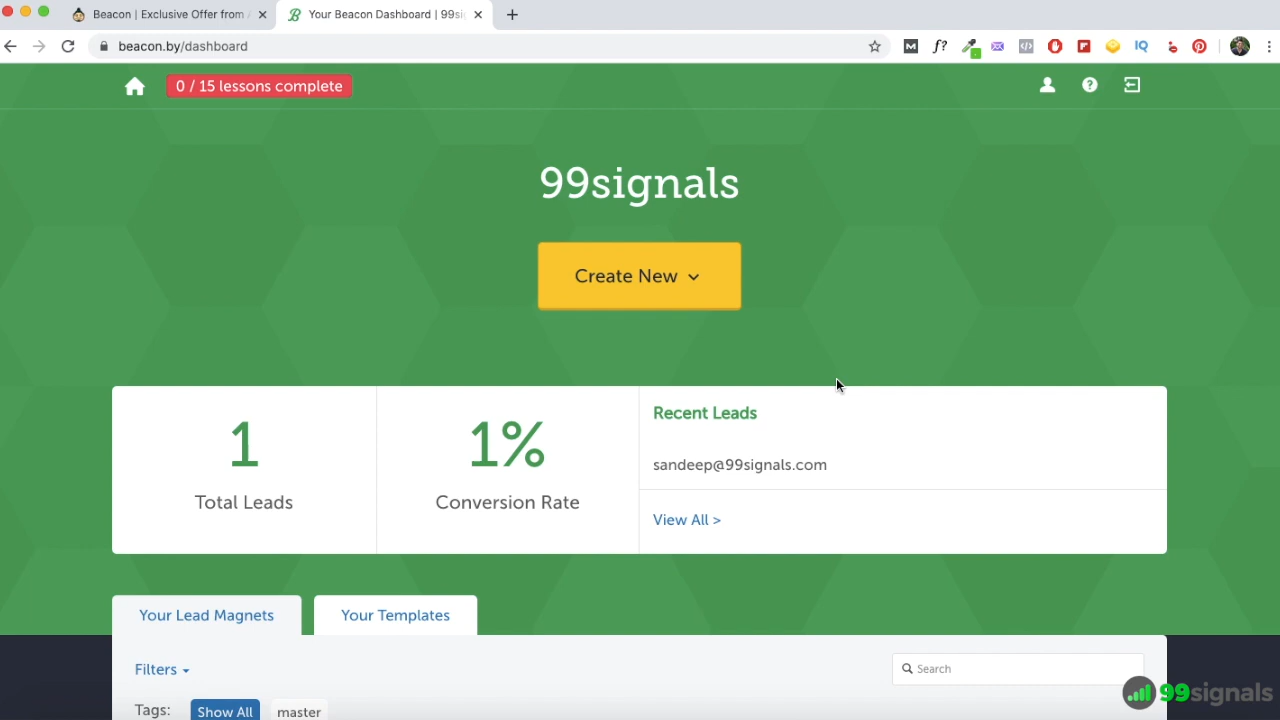 Beacon | Exclusive Offer from
Your Beacon Dashboard | 99si
beacon.by/dashboard
0 / 15 lessons complete
99signals
Create New
1
Total Leads
1%
Conversion Rate
Recent Leads
sandeep@99signals.com
View All >
Your Lead Magnets
Your Templates
Filters
Search
Tags: Show All master
99signals